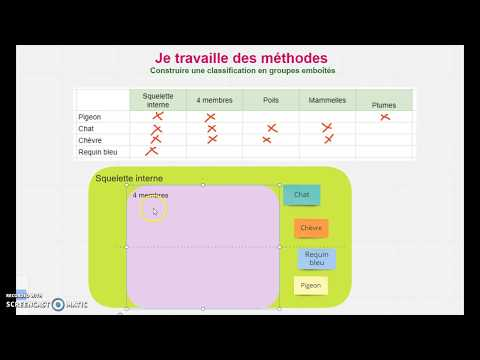 Je travaille des méthodes
Construire une classification en groupes emboîtés
Squelette interne
4 membres
Poils
Mammelles
Plumes
Pigeon
Chat
Chèvre
Requin bleu
Squelette interne
4 membres
Chat
Chèvre
Requin
bleu
Pigeon
RECORDED WITH
SCREENCAST MATIC